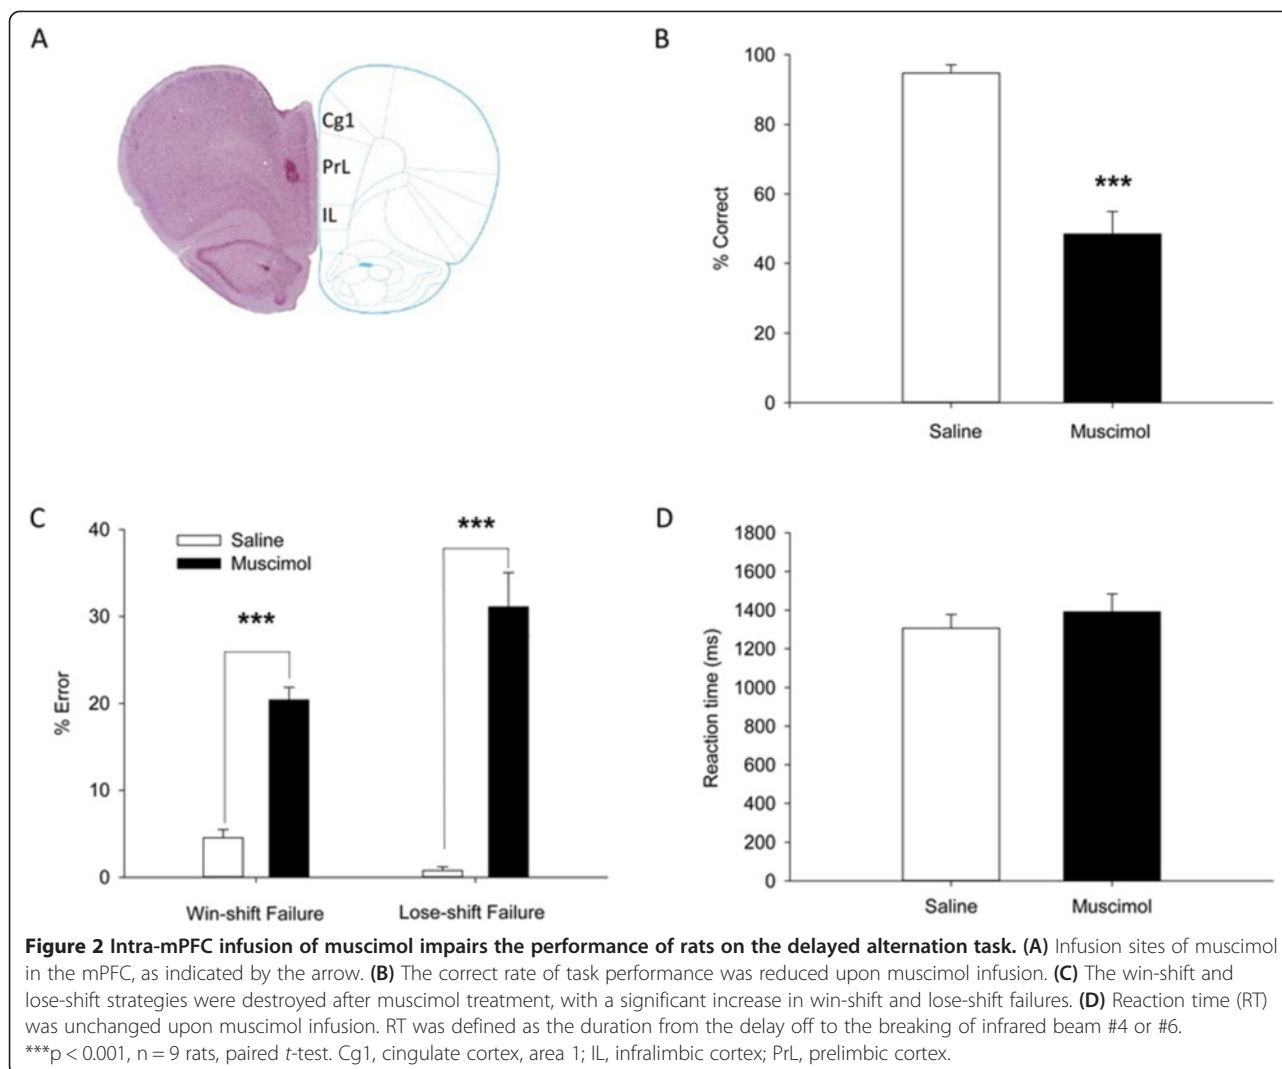 A
Cg1
PrL
IL
B
100
80
60
40
20
0
% Correct
***
Saline
Muscimol
C
40
30
20
10
0
% Error
Saline
Muscimol
***
***
Win-shift Failure
Lose-shift Failure
D
1800
1600
1400
1200
1000
800
600
400
200
0
Reaction time (ms)
Saline
Muscimol
Figure 2 Intra-mPFC infusion of muscimol impairs the performance of rats on the delayed alternation task. (A) Infusion sites of muscimol
in the mPFC, as indicated by the arrow. (B) The correct rate of task performance was reduced upon muscimol infusion. (C) The win-shift and
lose-shift strategies were destroyed after muscimol treatment, with a significant increase in win-shift and lose-shift failures. (D) Reaction time (RT)
was unchanged upon muscimol infusion. RT was defined as the duration from the delay off to the breaking of infrared beam #4 or #6.
***p < 0.001, n = 9 rats, paired t-test. Cg1, cingulate cortex, area 1; IL, infralimbic cortex; PrL, prelimbic cortex.